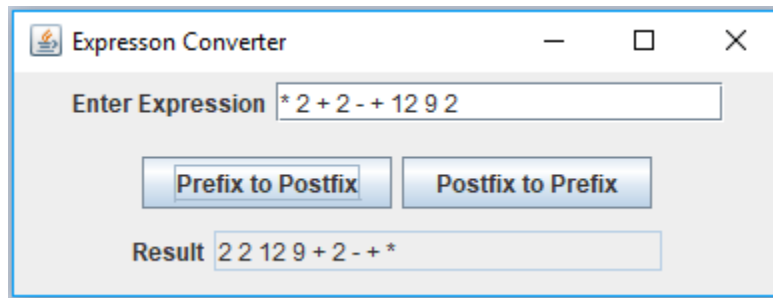 Expresson Converter
Enter Expression * 2 + 2 - + 12 9 2
Prefix to Postfix Postfix to Prefix
Result 2 2 12 9 + 2 - + *